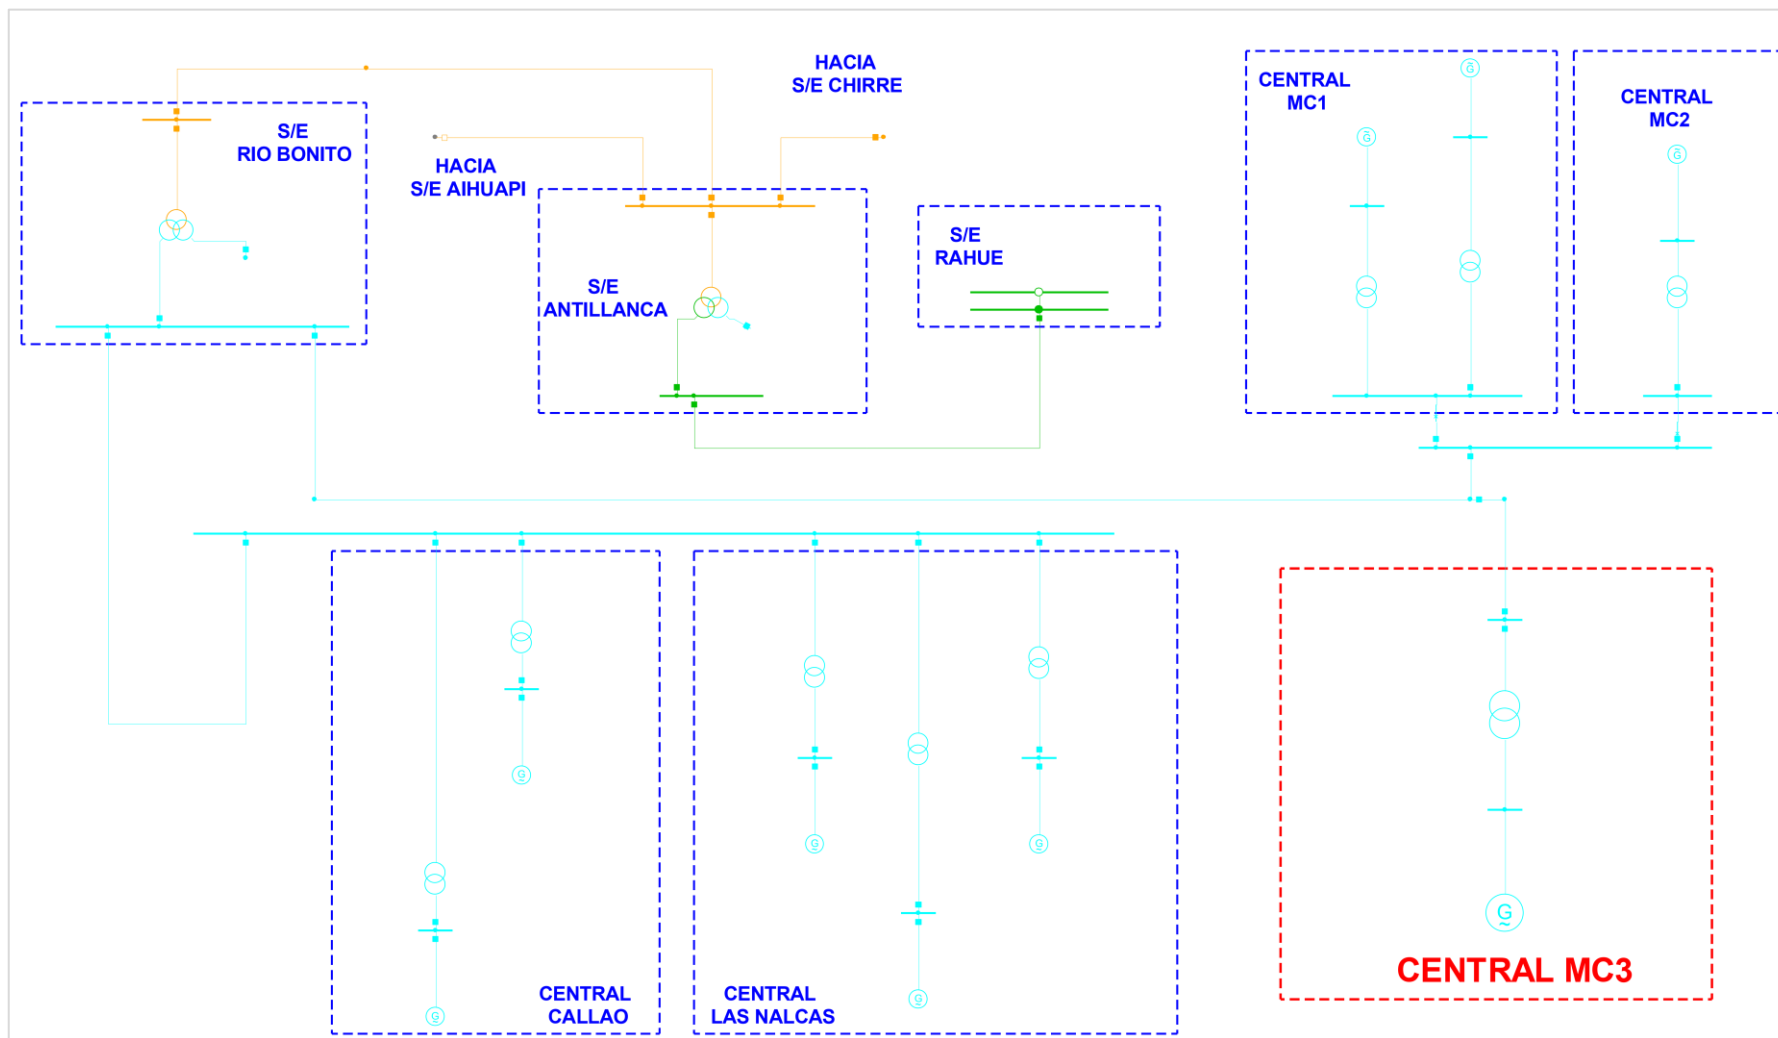 HACIA
S/E CHIRRE
CENTRAL
MC1
G
~
CENTRAL
MC2
S/E
RIO BONITO
HACIA
S/E AIHUAPI
G
~
G
~
S/E
RAHUE
S/E
ANTILLANCA
G
~
G
~
G
~
G
~
CENTRAL MC3
G
~
CENTRAL
CALLAO
CENTRAL
LAS NALCAS
G
~
G
~